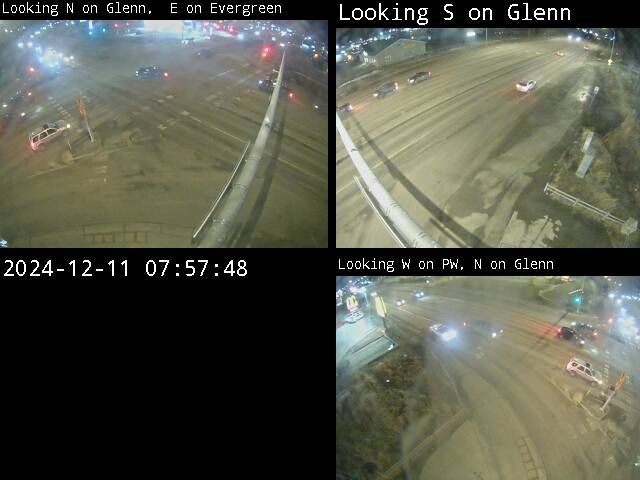 Looking N on Glenn,  E on Evergreen
Looking S on Glenn
2024-12-11 07:57:48
Looking W on PW, N on Glenn